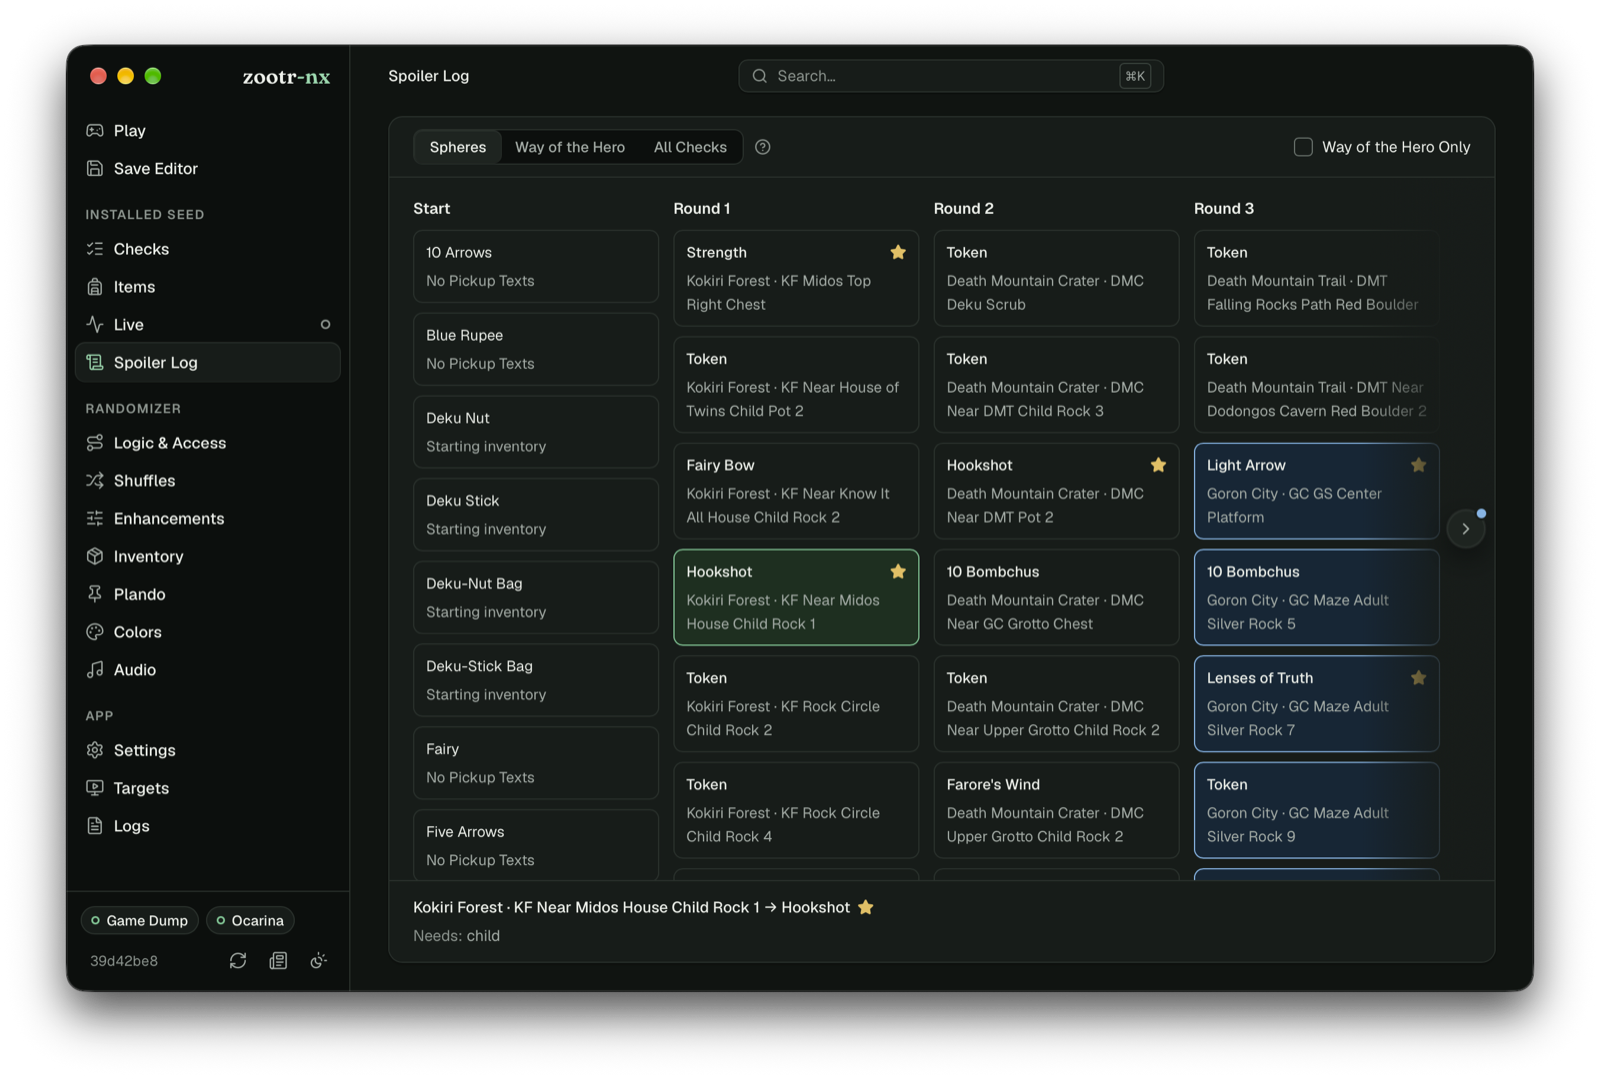 zootr-nx
Play
Save Editor
INSTALLED SEED
Checks
Items
Live
Spoiler Log
RANDOMIZER
Logic & Access
Shuffles
Enhancements
Inventory
Plando
Colors
Audio
APP
Settings
Targets
Logs
Game Dump
Ocarina
39d42be8
Spoiler Log
Search...
⌘K
Spheres
Way of the Hero
All Checks
Way of the Hero Only
Start
10 Arrows
No Pickup Texts
Blue Rupee
No Pickup Texts
Deku Nut
Starting inventory
Deku Stick
Starting inventory
Deku-Nut Bag
Starting inventory
Deku-Stick Bag
Starting inventory
Fairy
No Pickup Texts
Five Arrows
No Pickup Texts
Round 1
Strength
Kokiri Forest · KF Midos Top
Right Chest
Token
Kokiri Forest · KF Near House of
Twins Child Pot 2
Fairy Bow
Kokiri Forest · KF Near Know It
All House Child Rock 2
Hookshot
Kokiri Forest · KF Near Midos
House Child Rock 1
Token
Kokiri Forest · KF Rock Circle
Child Rock 2
Token
Kokiri Forest · KF Rock Circle
Child Rock 4
Round 2
Token
Death Mountain Crater · DMC
Deku Scrub
Token
Death Mountain Crater · DMC
Near DMT Child Rock 3
Hookshot
Death Mountain Crater · DMC
Near DMT Pot 2
10 Bombchus
Death Mountain Crater · DMC
Near GC Grotto Chest
Token
Death Mountain Crater · DMC
Near Upper Grotto Child Rock 2
Farore's Wind
Death Mountain Crater · DMC
Upper Grotto Child Rock 2
Round 3
Token
Death Mountain Trail · DMT
Falling Rocks Path Red Boulder
Token
Death Mountain Trail · DMT Near
Dodongos Cavern Red Boulder 2
Light Arrow
Goron City · GC GS Center
Platform
10 Bombchus
Goron City · GC Maze Adult
Silver Rock 5
Lenses of Truth
Goron City · GC Maze Adult
Silver Rock 7
Token
Goron City · GC Maze Adult
Silver Rock 9
Kokiri Forest · KF Near Midos House Child Rock 1 → Hookshot
Needs: child